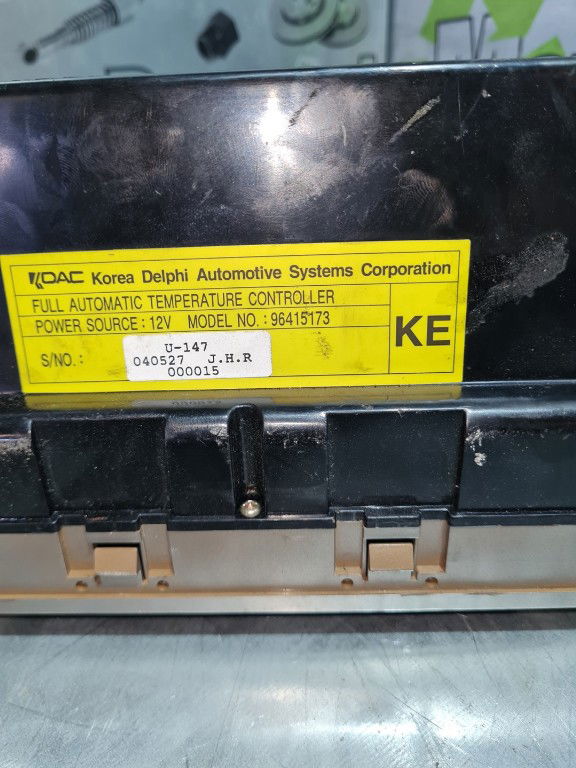 KDAC Korea Delphi Automotive Systems Corporation
FULL AUTOMATIC TEMPERATURE CONTROLLER
POWER SOURCE : 12V MODEL NO. : 96415173
KE
S/NO. :
U-147
040527 J.H.R
000015